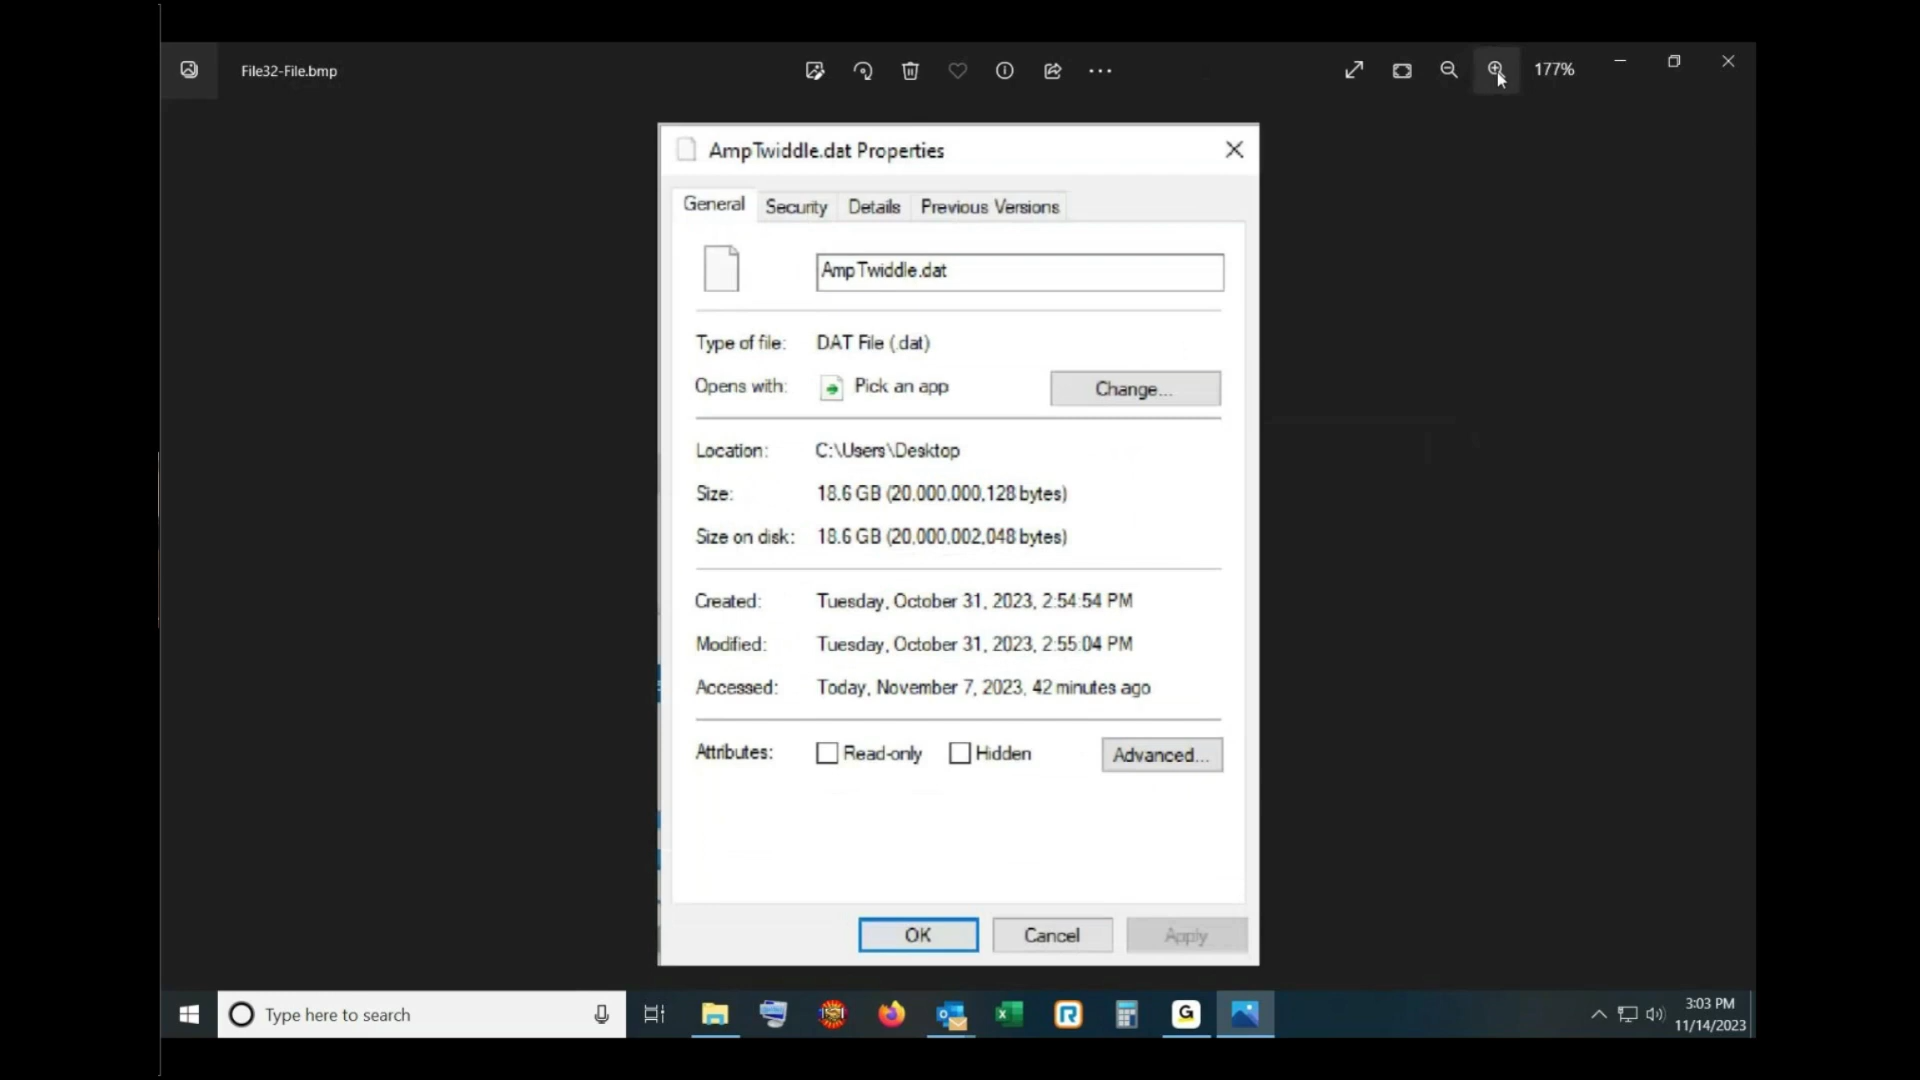 File32-File.bmp
177%
AmpTwiddle.dat Properties
General Security Details Previous Versions
AmpTwiddle.dat
Type of file: DAT File (.dat)
Opens with: Pick an app Change...
Location: C:\Users\Desktop
Size: 18.6 GB (20,000,000,128 bytes)
Size on disk: 18.6 GB (20,000,002,048 bytes)
Created: Tuesday, October 31, 2023, 2:54:54 PM
Modified: Tuesday, October 31, 2023, 2:55:04 PM
Accessed: Today, November 7, 2023, 42 minutes ago
Attributes: Read-only Hidden Advanced...
OK Cancel Apply
Type here to search
3:03 PM
11/14/2023